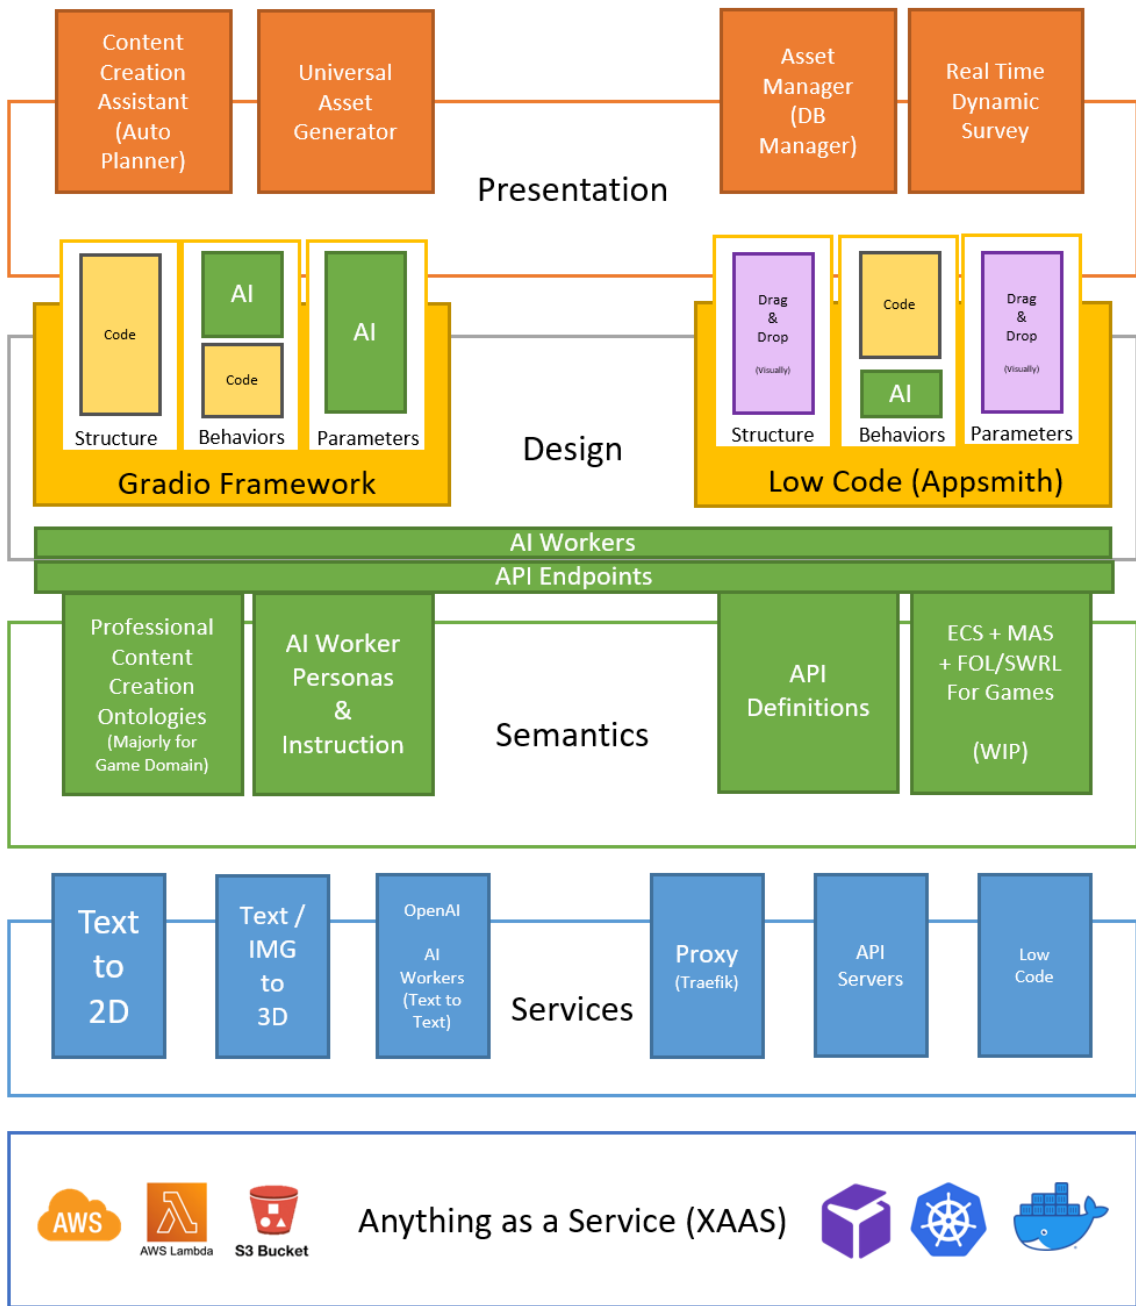 Content
Creation
Assistant
(Auto
Planner)
Universal
Asset
Generator
Asset
Manager
(DB
Manager)
Real Time
Dynamic
Survey
Presentation
Code
Structure
AI
Code
Behaviors
AI
Parameters
Gradio Framework
Design
Drag
&
Drop
(Visually)
Structure
Code
AI
Behaviors
Drag
&
Drop
(Visually)
Parameters
Low Code (Appsmith)
AI Workers
API Endpoints
Professional
Content
Creation
Ontologies
(Majorly for
Game Domain)
AI Worker
Personas
&
Instruction
Semantics
API
Definitions
ECS + MAS
+ FOL/SWRL
For Games
(WIP)
Text
to
2D
Text /
IMG
to
3D
OpenAI
AI
Workers
(Text to
Text)
Services
Proxy
(Traefik)
API
Servers
Low
Code
AWS
AWS Lambda
S3 Bucket
Anything as a Service (XAAS)